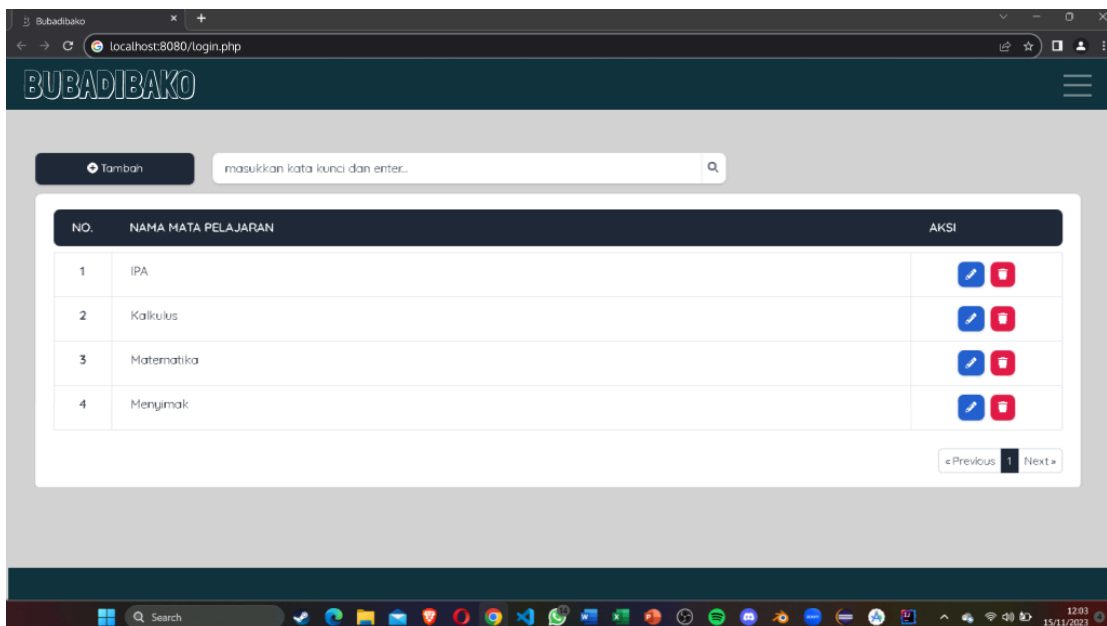 Bubadibako
localhost:8080/login.php
BUBADIBAKO
Tambah
masukkan kata kunci dan enter...
NO. NAMA MATA PELAJARAN AKSI
1 IPA
2 Kalkulus
3 Matematika
4 Menyimak
« Previous 1 Next »
Search
12:03
15/11/2023